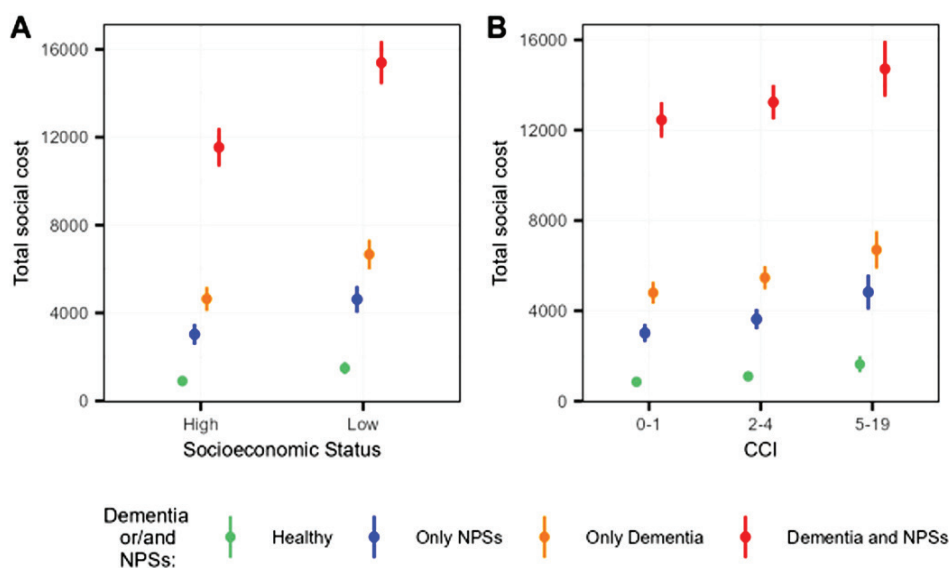 A
Total social cost
16000
12000
8000
4000
0
High
Low
Socioeconomic Status
B
Total social cost
16000
12000
8000
4000
0
0-1
2-4
5-19
CCI
Dementia
or/and
NPSs:
Healthy
Only NPSs
Only Dementia
Dementia and NPSs